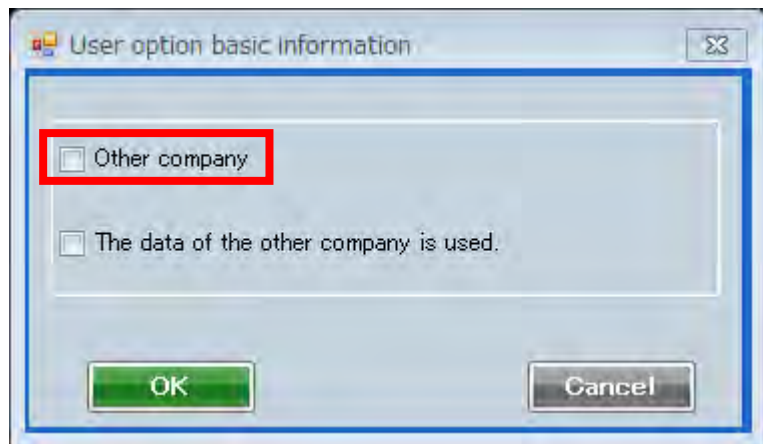 User option basic information
Other company
The data of the other company is used.
OK
Cancel